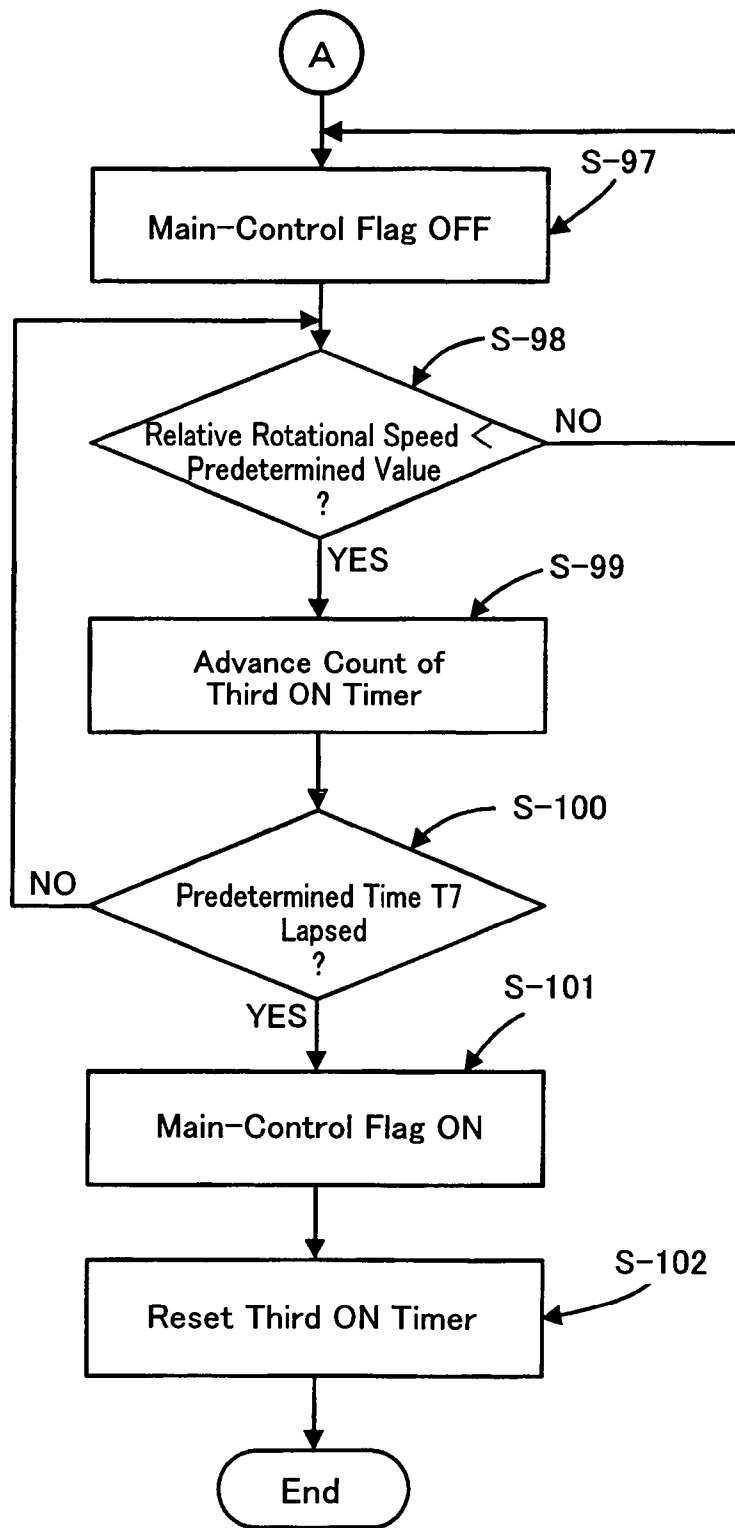 A
S-97
Main-Control Flag OFF
S-98
Relative Rotational Speed <
Predetermined Value
?
NO
YES
S-99
Advance Count of
Third ON Timer
S-100
NO
Predetermined Time T7
Lapsed
?
YES
S-101
Main-Control Flag ON
S-102
Reset Third ON Timer
End